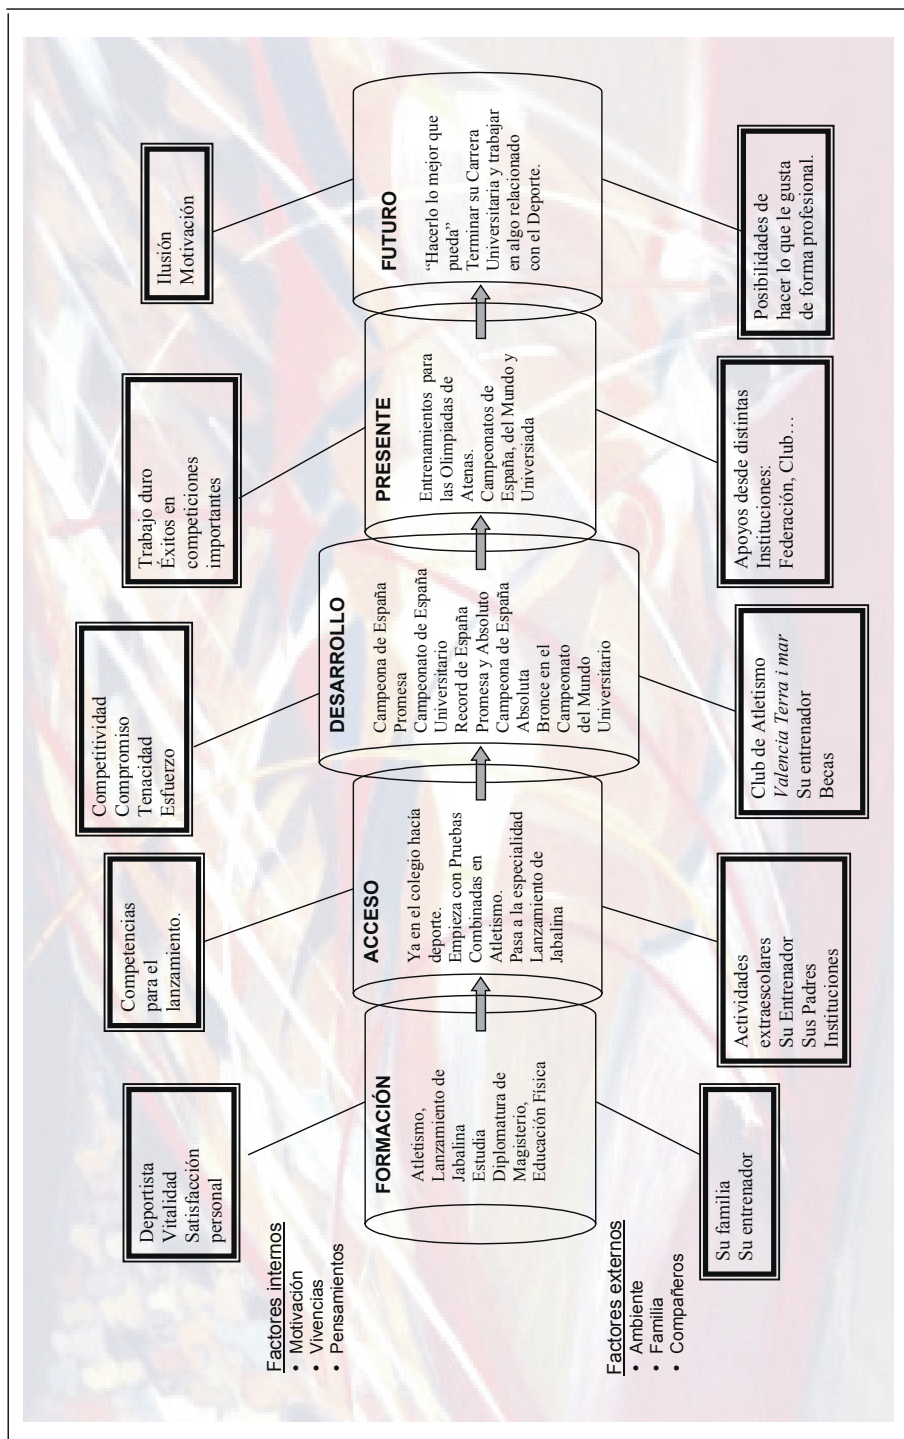 Deportista
Vitalidad
Satisfacción
personal
Competencias
para el
lanzamiento.
Competitividad
Compromiso
Tenacidad
Esfuerzo
Trabajo duro
Éxitos en
competiciones
importantes
Ilusión
Motivación
Factores internos
• Motivación
• Vivencias
• Pensamientos
FORMACIÓN
Atletismo,
Lanzamiento de
Jabalina
Estudia
Diplomatura de
Magisterio,
Educación Física
ACCESO
Ya en el colegio hacía
deporte.
Empieza con Pruebas
Combinadas en
Atletismo.
Pasa a la especialidad
Lanzamiento de
Jabalina
DESARROLLO
Campeona de España
Promesa
Campeonato de España
Universitario
Record de España
Promesa y Absoluto
Campeona de España
Absoluta
Bronce en el
Campeonato
del Mundo
Universitario
PRESENTE
Entrenamientos para
las Olimpiadas de
Atenas.
Campeonatos de
España, del Mundo y
Universiada
FUTURO
“Hacerlo lo mejor que
pueda”
Terminar su Carrera
Universitaria y trabajar
en algo relacionado
con el Deporte.
Factores externos
• Ambiente
• Familia
• Compañeros
Su familia
Su entrenador
Actividades
extraescolares
Su Entrenador
Sus Padres
Instituciones
Club de Atletismo
Valencia Terra i mar
Su entrenador
Becas
Apoyos desde distintas
Instituciones:
Federación, Club…
Posibilidades de
hacer lo que le gusta
de forma profesional.